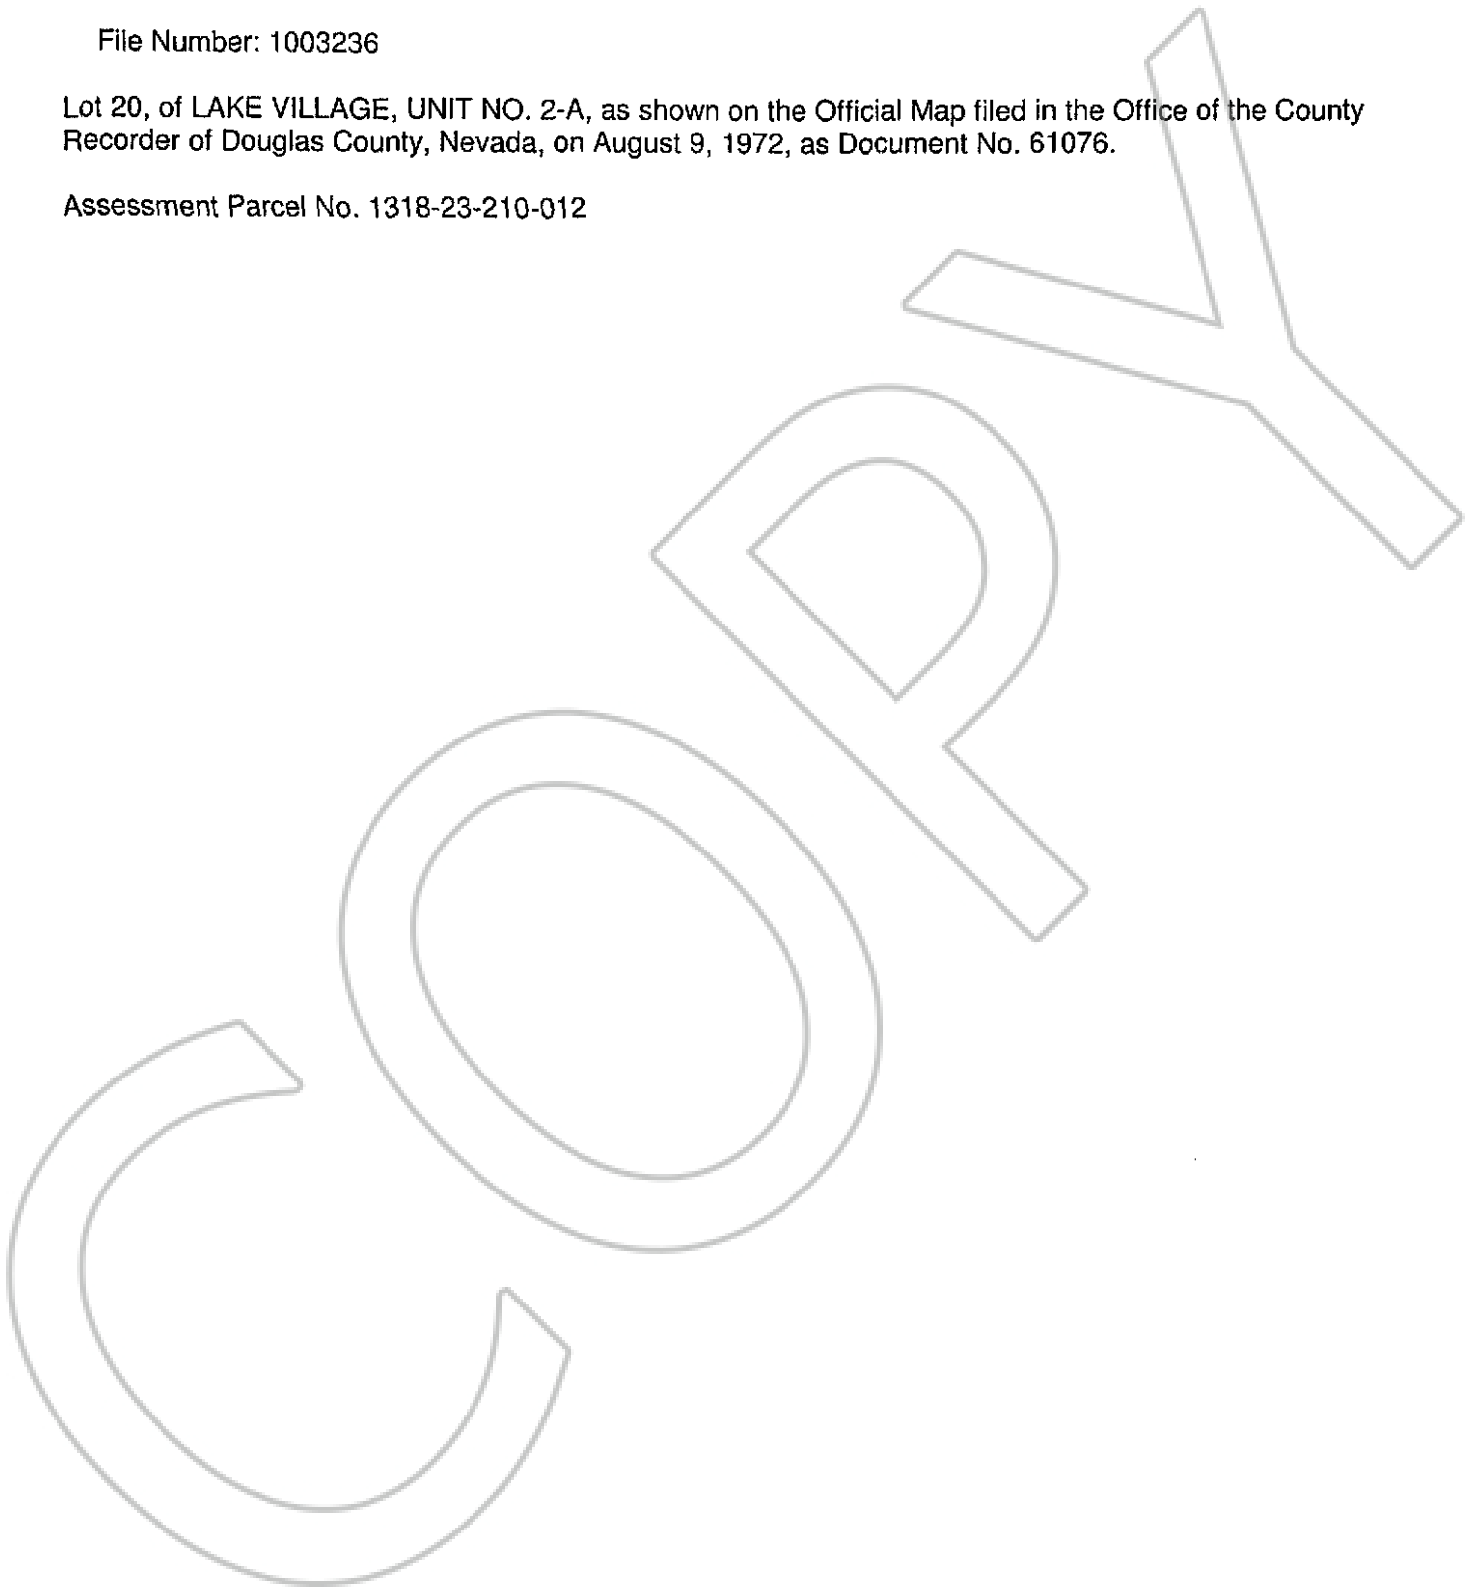 File Number: 1003236
Lot 20, of LAKE VILLAGE, UNIT NO. 2-A, as shown on the Official Map filed in the Office of the County
Recorder of Douglas County, Nevada, on August 9, 1972, as Document No. 61076.
Assessment Parcel No. 1318-23-210-012
COPY